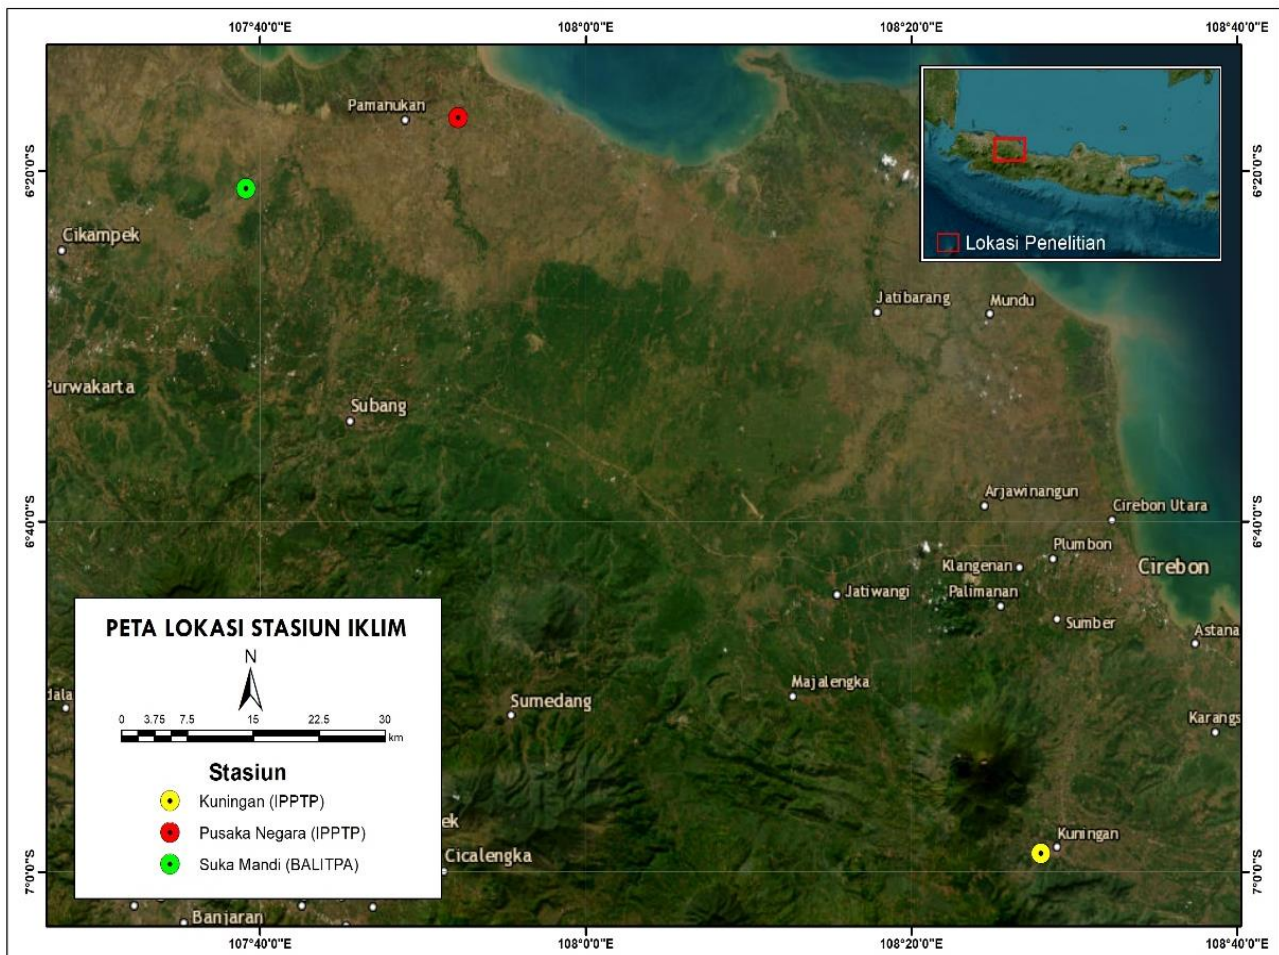 107°40'0"E 108°0'0"E 108°20'0"E 108°40'0"E
Pamanukan
6°20'0"S
6°20'0"S
Lokasi Penelitian
Cikampek
Jatibarang
Mundu
Purwakarta
Subang
Arjawinangun
Cirebon Utara
6°40'0"S
6°40'0"S
Plumbon
Klangenan
Cirebon
Jatiwangi
Palimanan
Sumber
Astana
PETA LOKASI STASIUN IKLIM
N
0 3.75 7.5 15 22.5 30
km
Majalengka
dala
Sumedang
Karangs
Stasiun
Kuningan (IPPTP)
Pusaka Negara (IPPTP)
Suka Mandi (BALITPA)
ek
Kuningan
Cicalengka
7°0'0"S
7°0'0"S
Banjaran
107°40'0"E 108°0'0"E 108°20'0"E 108°40'0"E